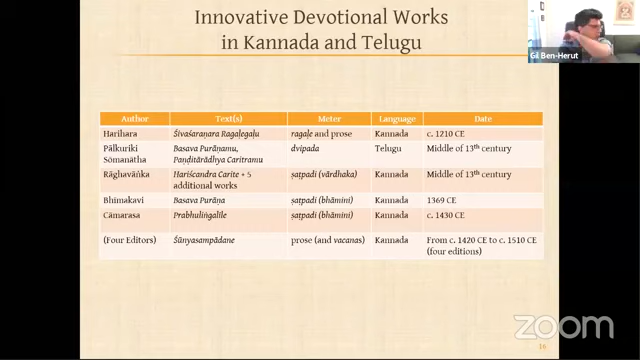 Innovative Devotional Works
in Kannada and Telugu
Gil Ben-Herut
Author Text(s) Meter Language Date
Harihara Śivaśaraṇara Ragaḷegaḷu ragaḷe and prose Kannada c. 1210 CE
Pālkuriki Basava Purāṇamu, dvipada Telugu Middle of 13th century
Sōmanātha Paṇḍitārādhya Caritramu
Rāghavāṅka Hariścandra Carite + 5 ṣaṭpadi (vārdhaka) Kannada Middle of 13th century
additional works
Bhīmakavi Basava Purāṇa ṣaṭpadi (bhāmini) Kannada 1369 CE
Cāmarasa Prabhuliṅgalīle ṣaṭpadi (bhāmini) Kannada c. 1430 CE
(Four Editors) Śūnyasampādane prose (and vacanas) Kannada From c. 1420 CE to c. 1510 CE
(four editions)
zoom
16